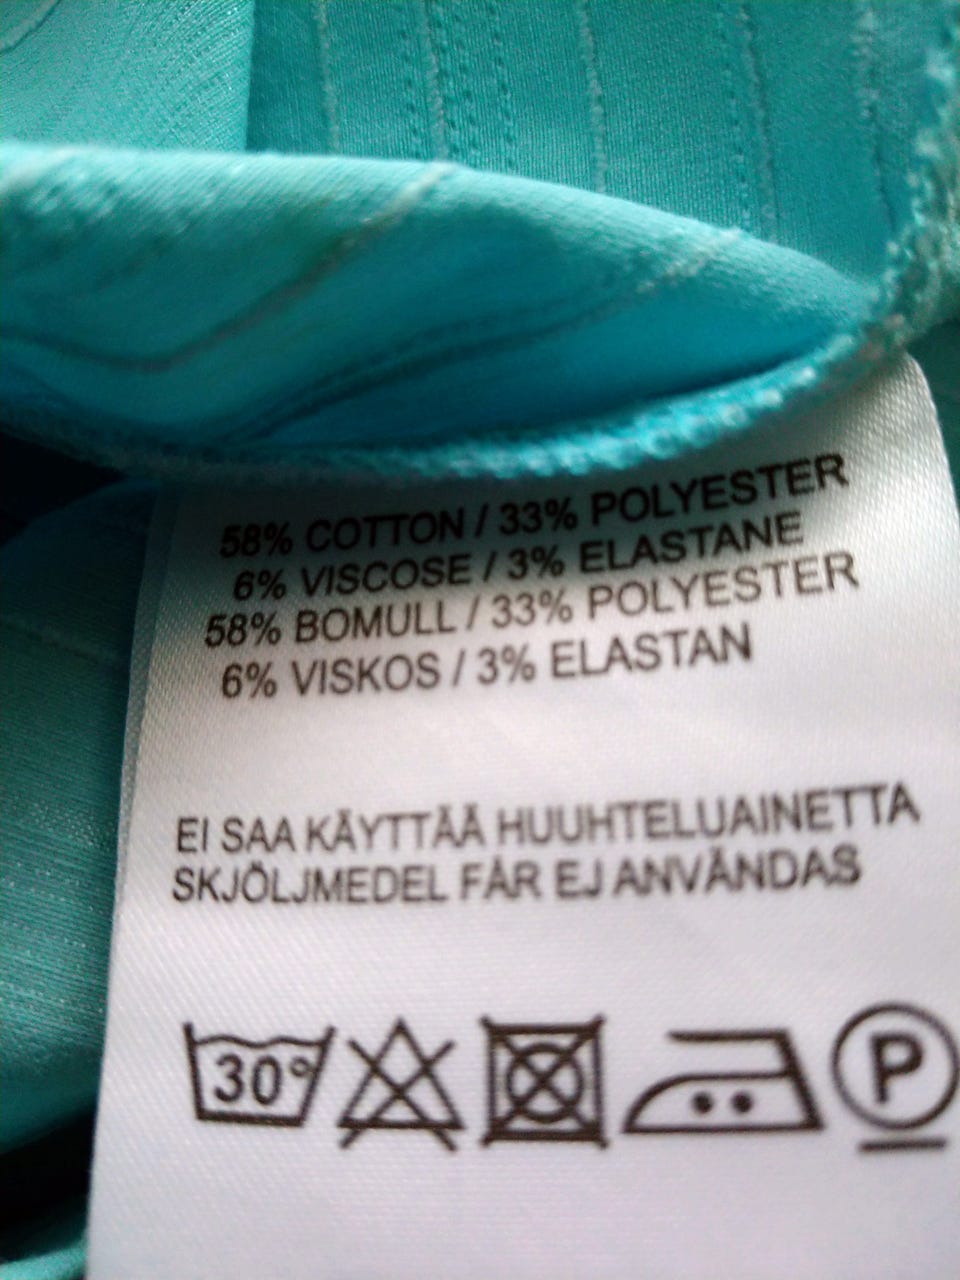 58% COTTON / 33% POLYESTER
6% VISCOSE / 3% ELASTANE
58% BOMULL / 33% POLYESTER
6% VISKOS / 3% ELASTAN
EI SAA KÄYTTÄÄ HUUHTELUAINETTA
SKJÖLJMEDEL FÅR EJ ANVÄNDAS
30° P